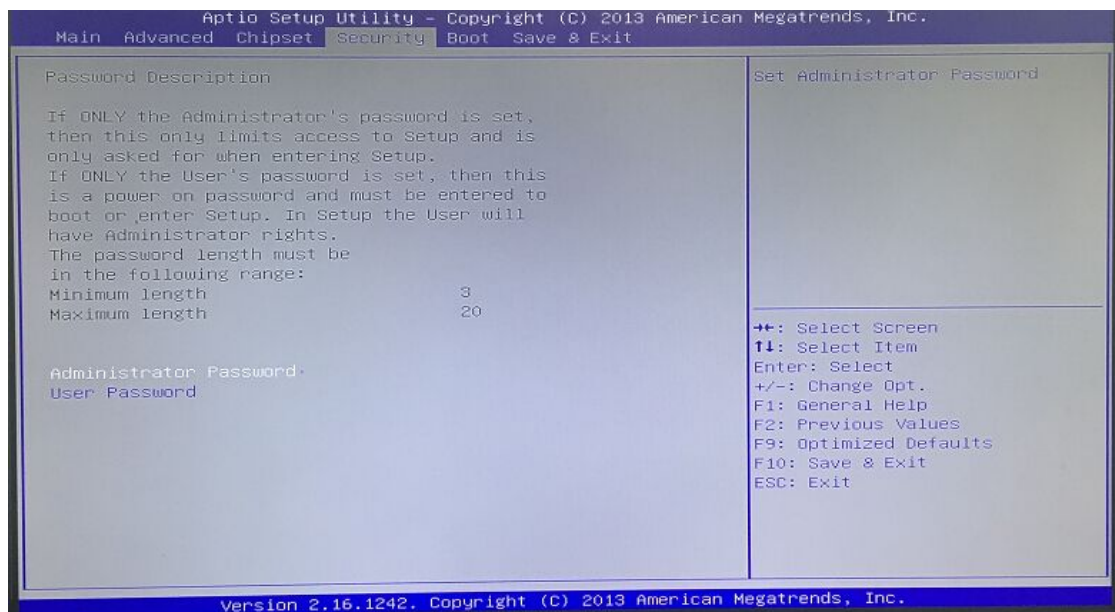 Aptio Setup Utility – Copyright (C) 2013 American Megatrends, Inc.
Main Advanced Chipset Security Boot Save & Exit
Password Description
If ONLY the Administrator's password is set,
then this only limits access to Setup and is
only asked for when entering Setup.
If ONLY the User's password is set, then this
is a power on password and must be entered to
boot or enter Setup. In Setup the User will
have Administrator rights.
The password length must be
in the following range:
Minimum length 3
Maximum length 20
Administrator Password
User Password
Set Administrator Password
→←: Select Screen
↑↓: Select Item
Enter: Select
+/-: Change Opt.
F1: General Help
F2: Previous Values
F9: Optimized Defaults
F10: Save & Exit
ESC: Exit
Version 2.16.1242. Copyright (C) 2013 American Megatrends, Inc.